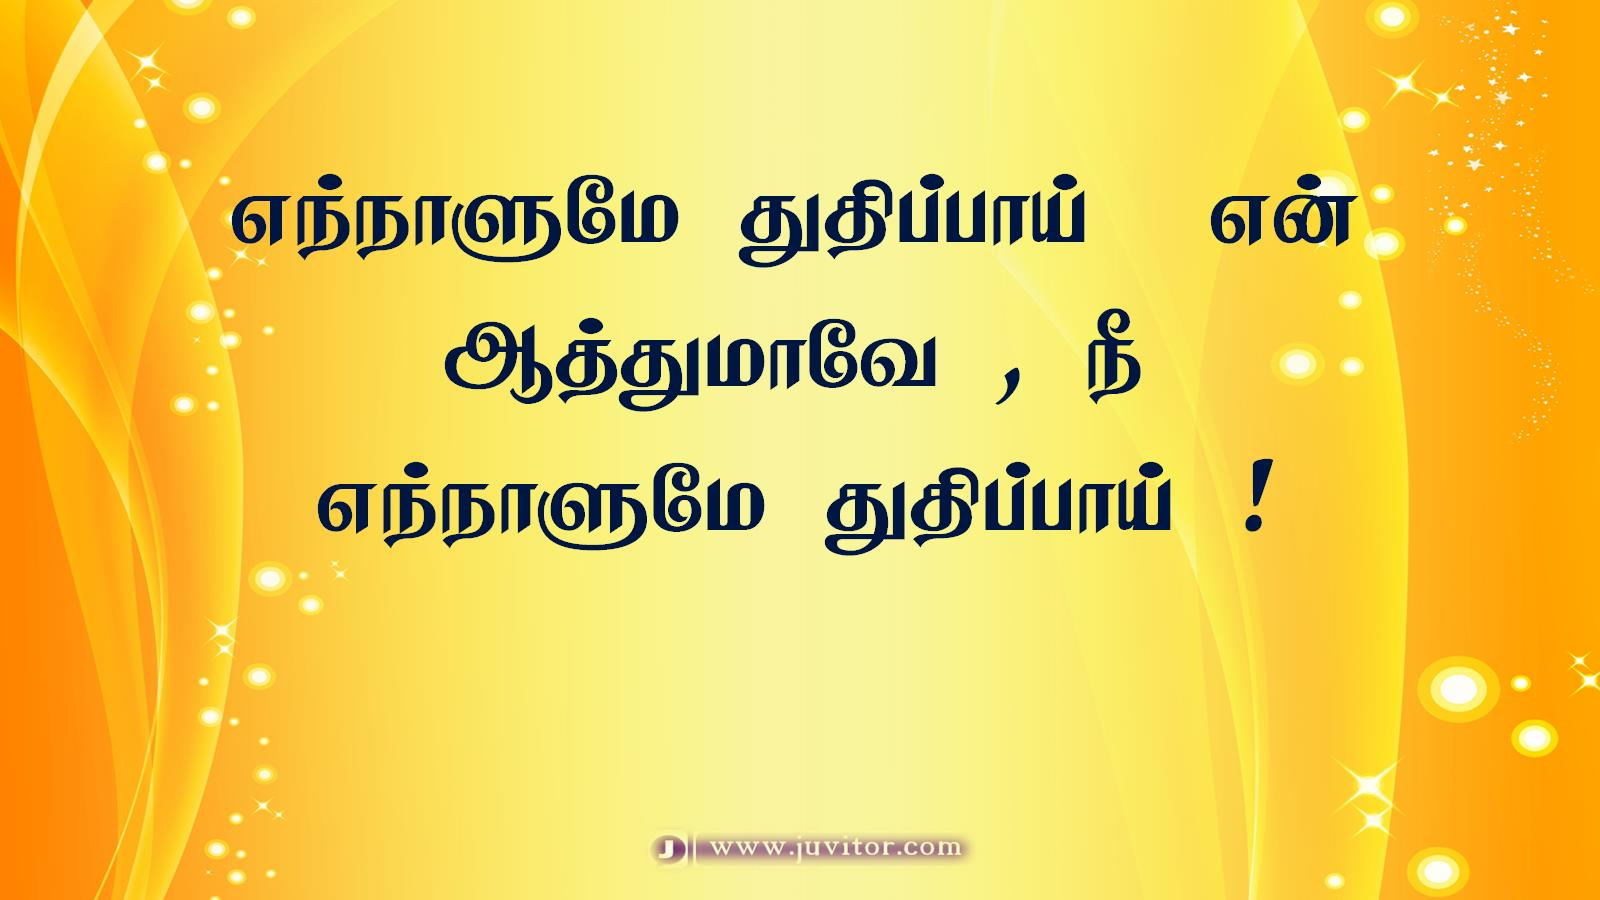 எந்நாளுமே துதிப்பாய் என்
ஆத்துமாவே , நீ
எந்நாளுமே துதிப்பாய் !
J www.juvitor.com